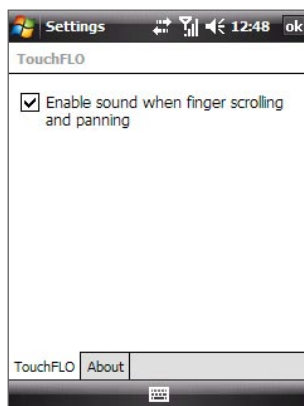 Settings 12:48 ok
TouchFLO
Enable sound when finger scrolling
and panning
TouchFLO About